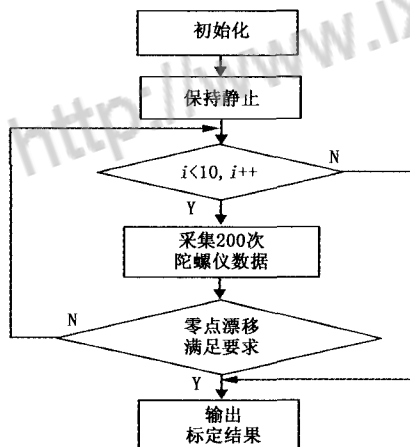 初始化
http://www.ix
保持静止
i<10, i++
N
Y
采集200次
陀螺仪数据
N
零点漂移
满足要求
Y
输出
标定结果